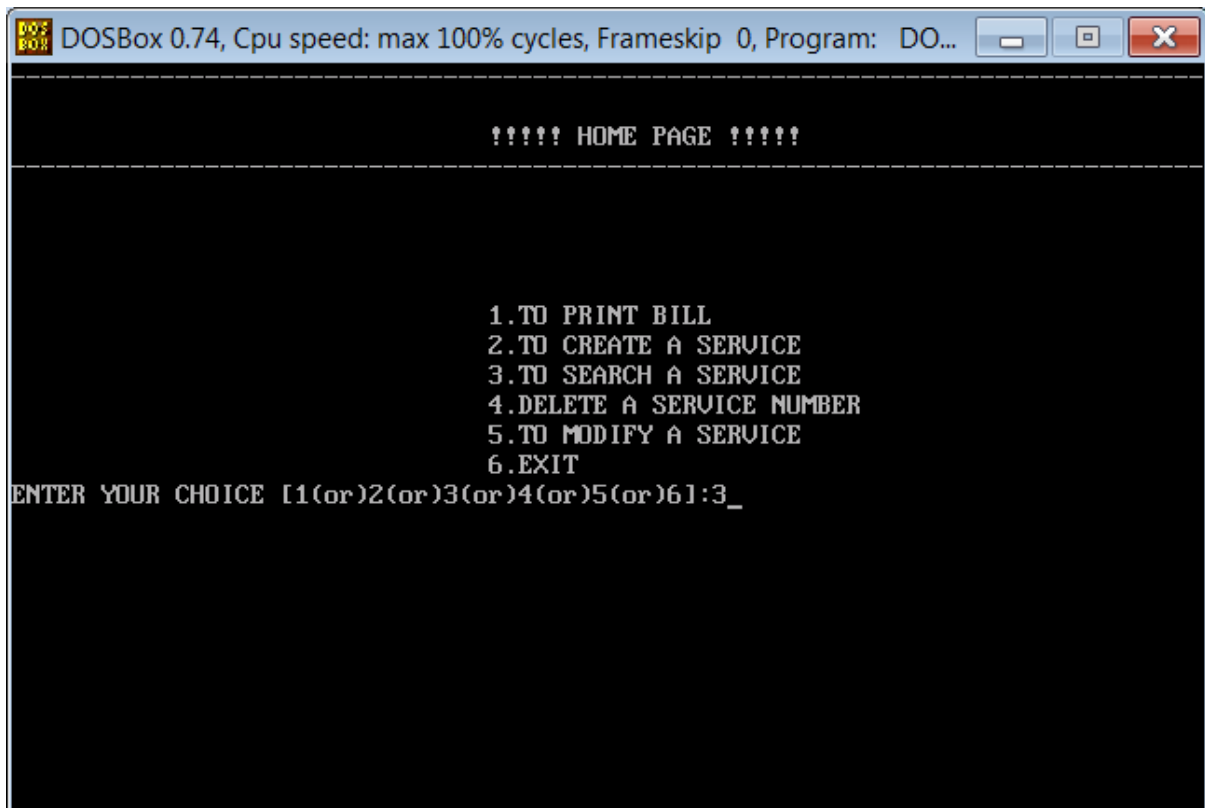 DOSBox 0.74, Cpu speed: max 100% cycles, Frameskip 0, Program: DO...
!!!!! HOME PAGE !!!!!
1.TO PRINT BILL
2.TO CREATE A SERVICE
3.TO SEARCH A SERVICE
4.DELETE A SERVICE NUMBER
5.TO MODIFY A SERVICE
6.EXIT
ENTER YOUR CHOICE [1(or)2(or)3(or)4(or)5(or)6]:3_